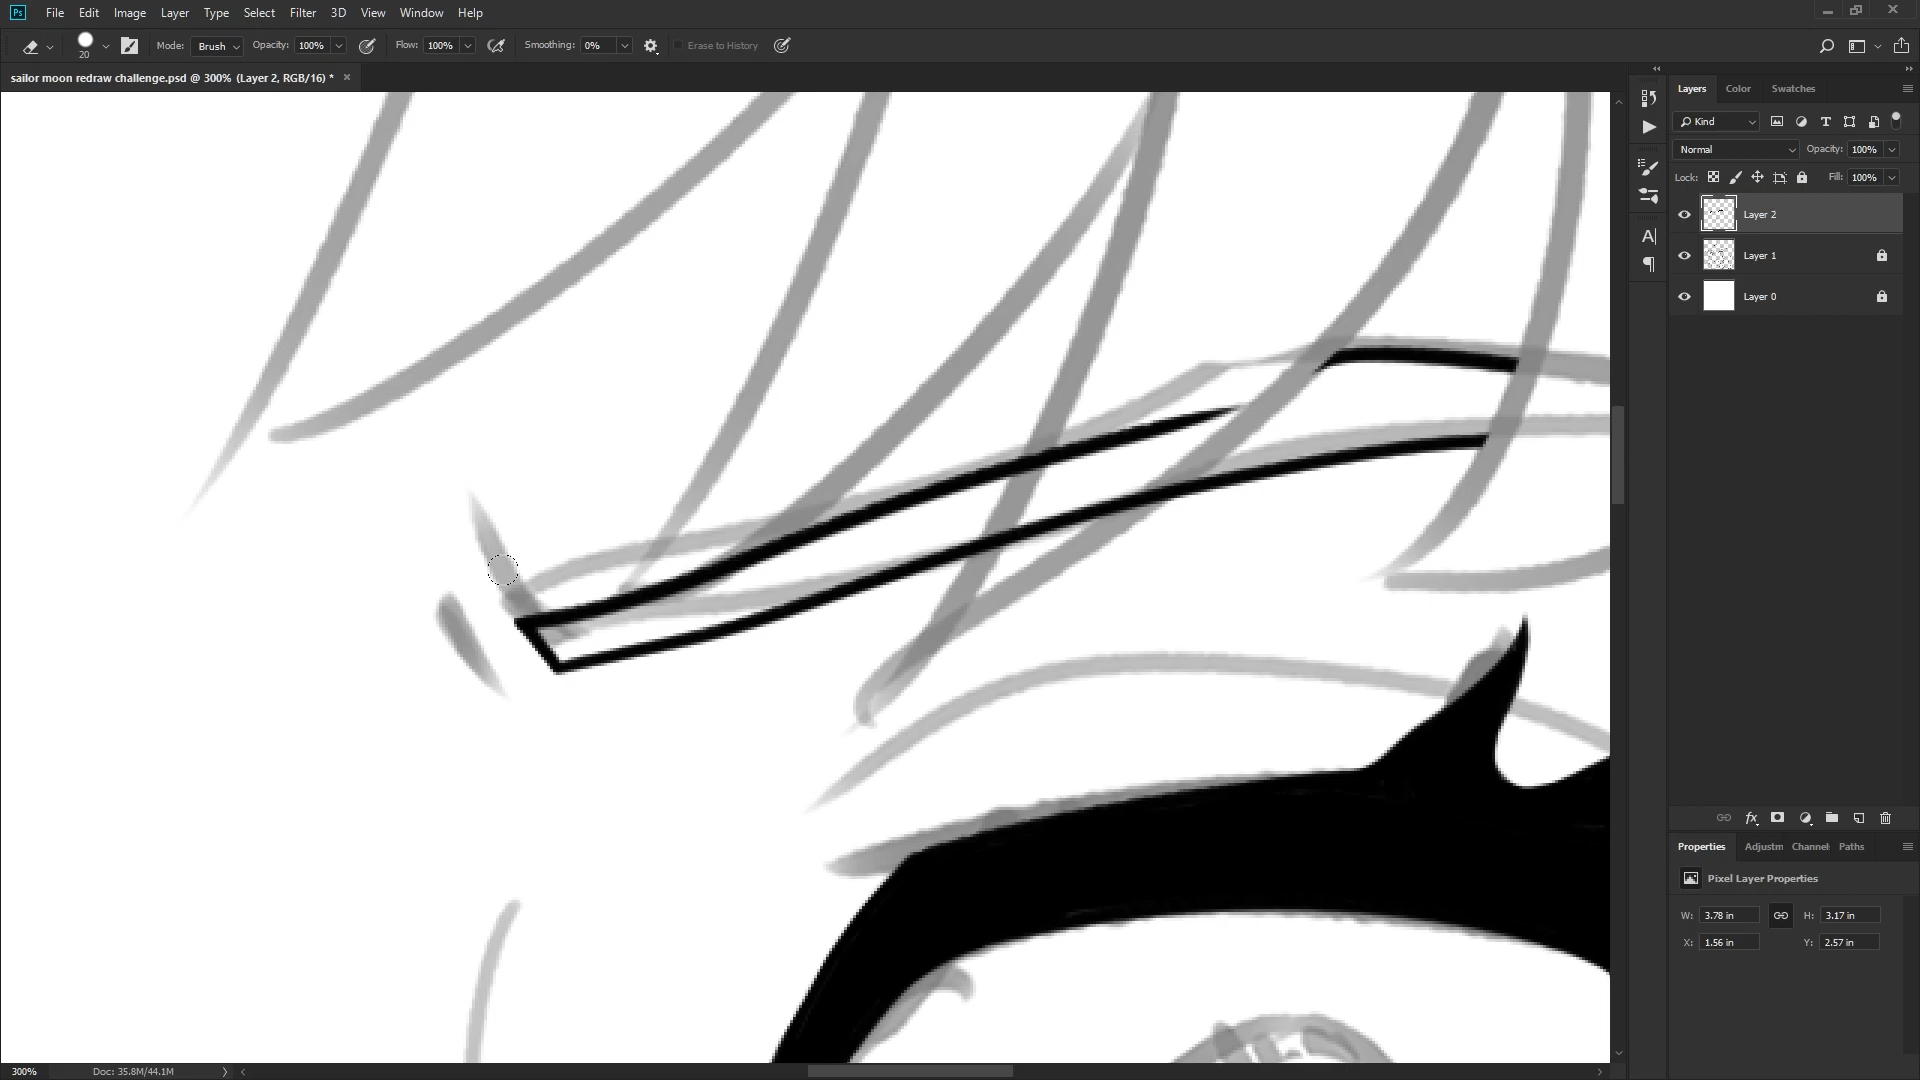 Ps File Edit Image Layer Type Select Filter 3D View Window Help
20 Mode: Brush Opacity: 100% Flow: 100% Smoothing: 0% Erase to History
sailor moon redraw challenge.psd @ 300% (Layer 2, RGB/16) * ×
Layers Color Swatches
Kind
Normal Opacity: 100%
Lock: Fill: 100%
Layer 2
Layer 1
Layer 0
Properties Adjustm Channel Paths
Pixel Layer Properties
W: 3.78 in H: 3.17 in
X: 1.56 in Y: 2.57 in
300% Doc: 35.8M/44.1M